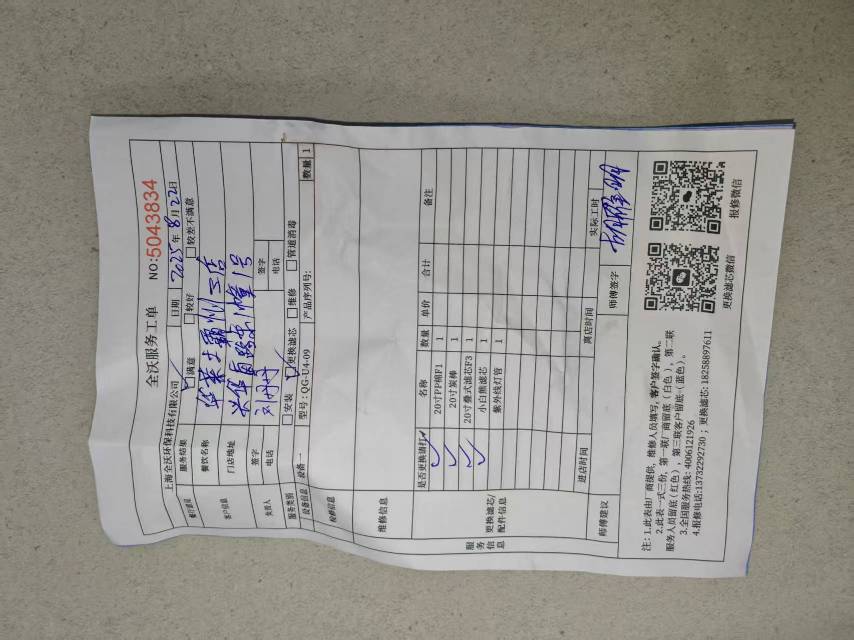 全沃服务工单
NO:5043834
上海全沃环保科技有限公司
日期 2025年8月22日
服务结果 满意 较好 较差不满意
餐饮名称
门店地址
负责人 签字 签字
电话 电话
服务类别 安装 更换滤芯 维修 管道消毒
设备信息 设备一 型号: QG-U4-09 产品序列号: 数量 1
报修信息
维修信息
服务信息
更换滤芯/配件信息
是否更换请打✓ 名称 数量 单价 合计 备注
✓ 20寸PP棉F1 1
✓ 20寸炭棒 1
✓ 20寸叠式滤芯F3 1
✓ 小白熊滤芯 1
紫外线灯管 1
进店时间 离店时间 实际工时
师傅建议 师傅签字
注: 1.此表由厂商提供, 维修人员填写, 客户签字确认。
2.此表一式三份, 第一联厂商留底(白色), 第二联
服务人员留底(红色), 第三联客户留底(蓝色)。
3.全国服务热线: 4006121926
4.报修电话:13732292730 ; 更换滤芯: 18258897611
更换滤芯微信 报修微信